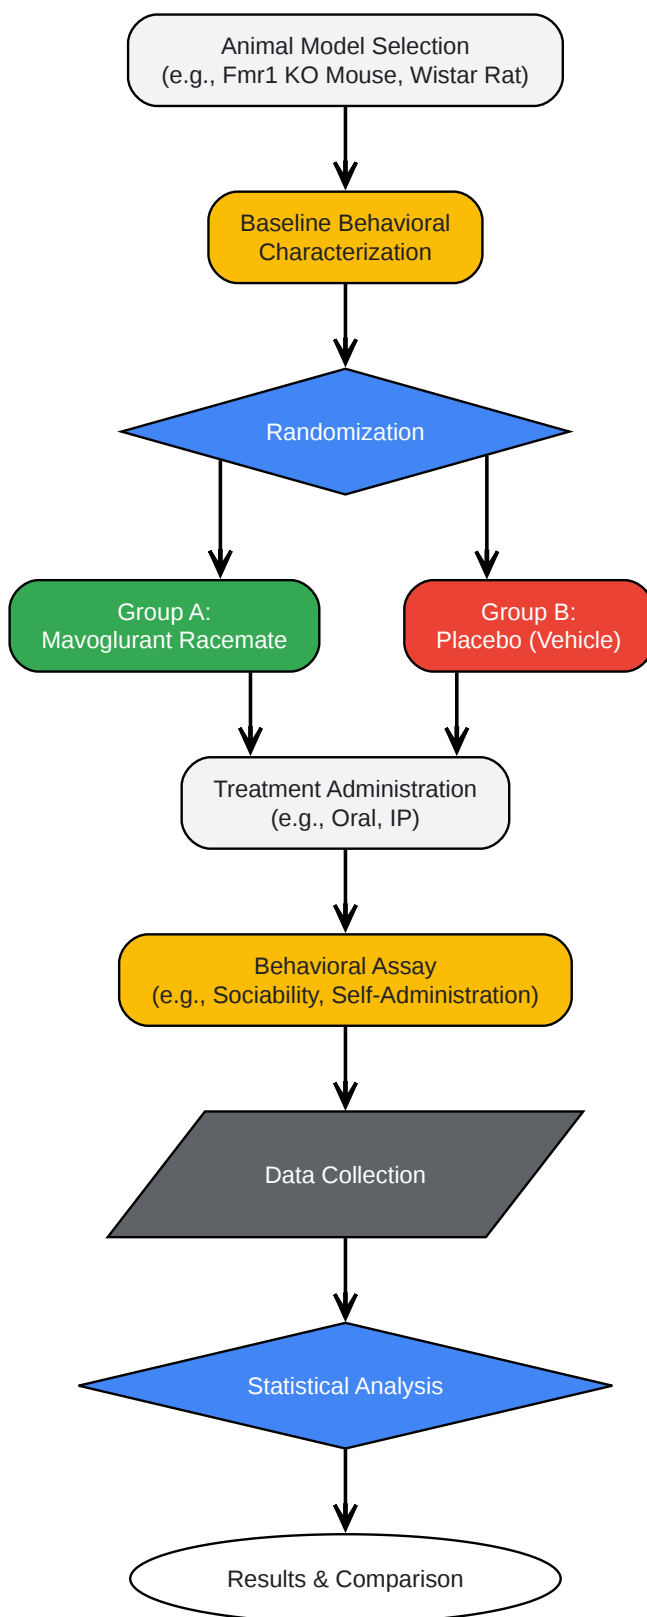 Animal Model Selection
(e.g., Fmr1 KO Mouse, Wistar Rat)
Baseline Behavioral
Characterization
Randomization
Group A:
Mavoglurant Racemate
Group B:
Placebo (Vehicle)
Treatment Administration
(e.g., Oral, IP)
Behavioral Assay
(e.g., Sociability, Self-Administration)
Data Collection
Statistical Analysis
Results & Comparison